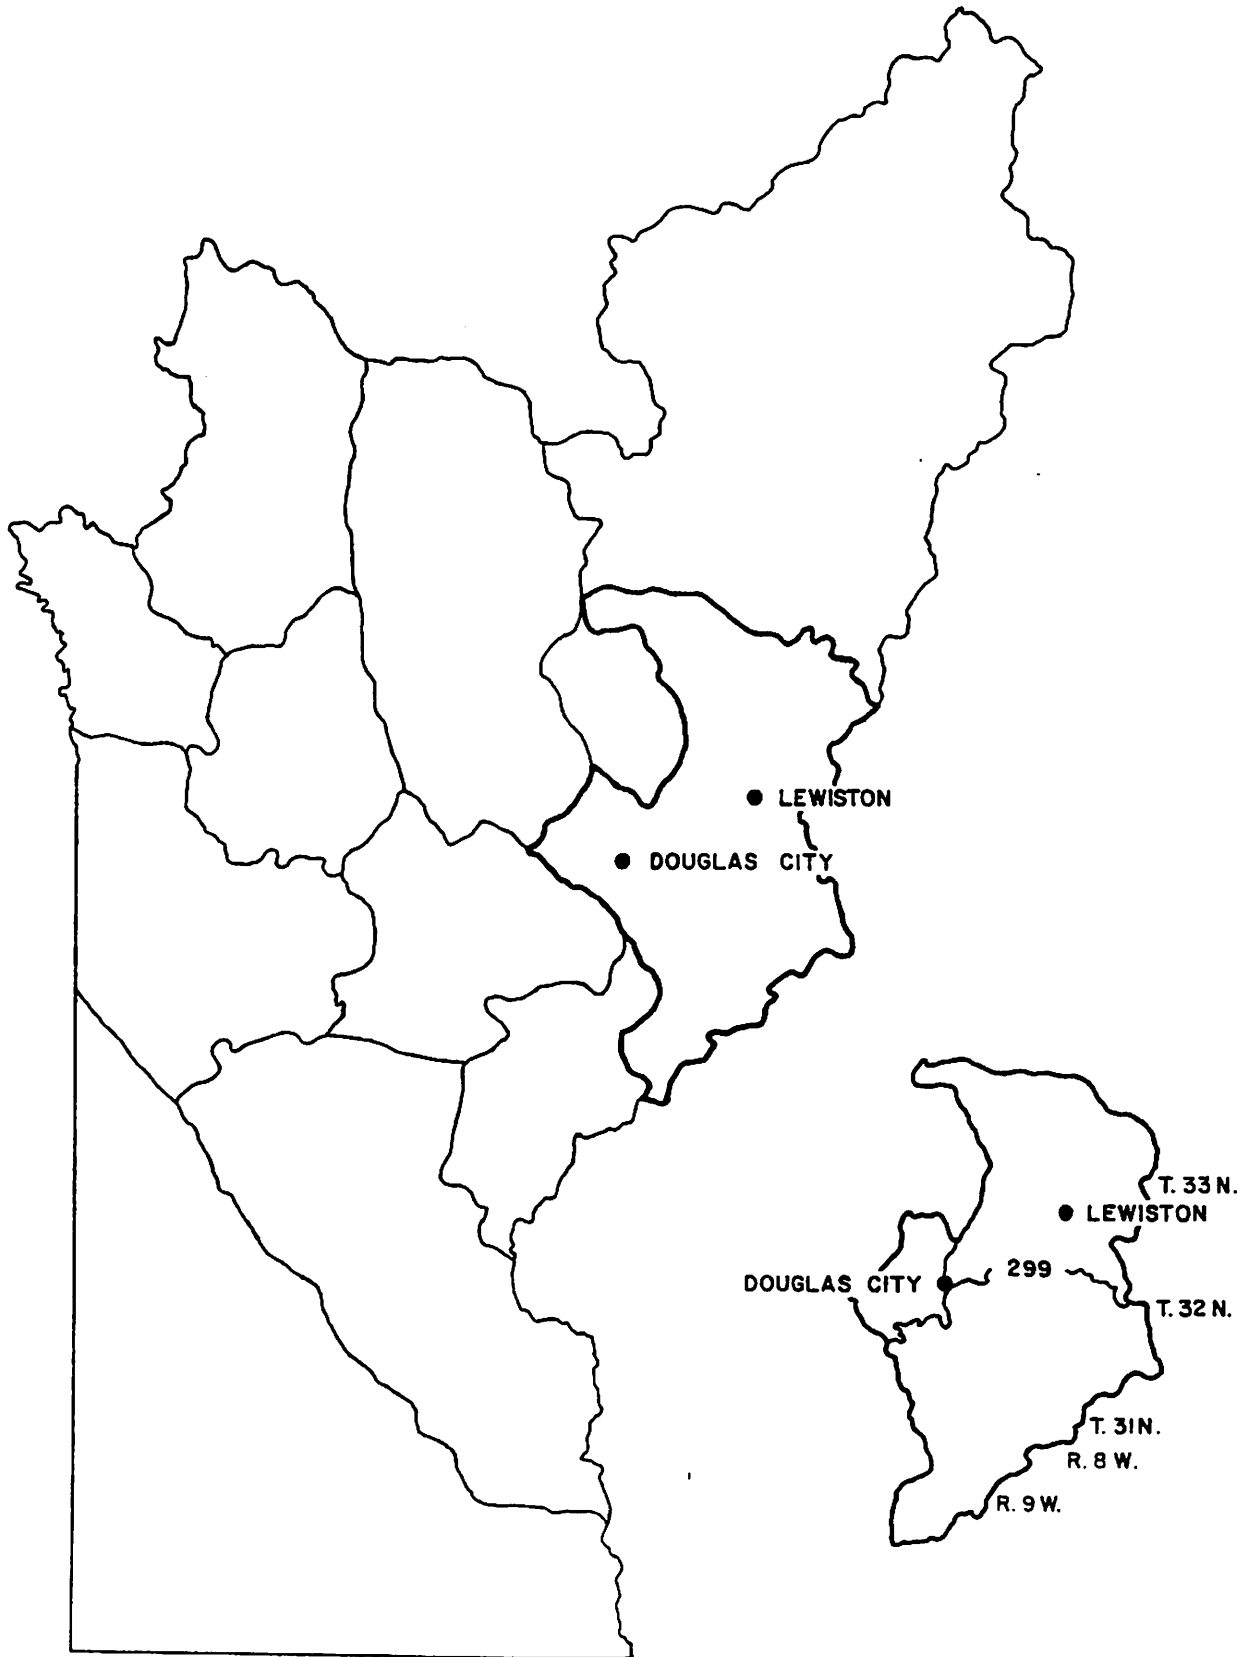 LEWISTON
DOUGLAS CITY
T. 33 N.
LEWISTON
299
DOUGLAS CITY
T. 32 N.
T. 31 N.
R. 8 W.
R. 9 W.